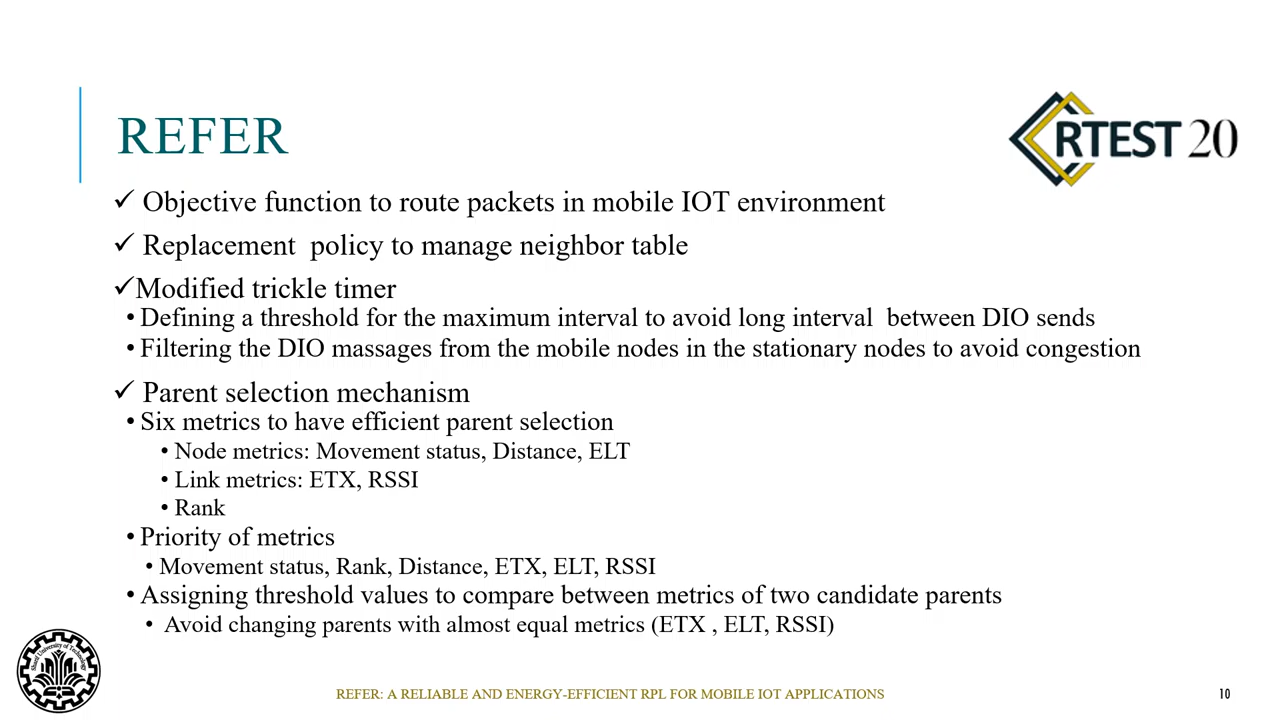 REFER
RTEST 20
✓ Objective function to route packets in mobile IOT environment
✓ Replacement policy to manage neighbor table
✓Modified trickle timer
• Defining a threshold for the maximum interval to avoid long interval between DIO sends
• Filtering the DIO massages from the mobile nodes in the stationary nodes to avoid congestion
✓ Parent selection mechanism
• Six metrics to have efficient parent selection
• Node metrics: Movement status, Distance, ELT
• Link metrics: ETX, RSSI
• Rank
• Priority of metrics
• Movement status, Rank, Distance, ETX, ELT, RSSI
• Assigning threshold values to compare between metrics of two candidate parents
• Avoid changing parents with almost equal metrics (ETX , ELT, RSSI)
Sharif University of Technology
REFER: A RELIABLE AND ENERGY-EFFICIENT RPL FOR MOBILE IOT APPLICATIONS
10